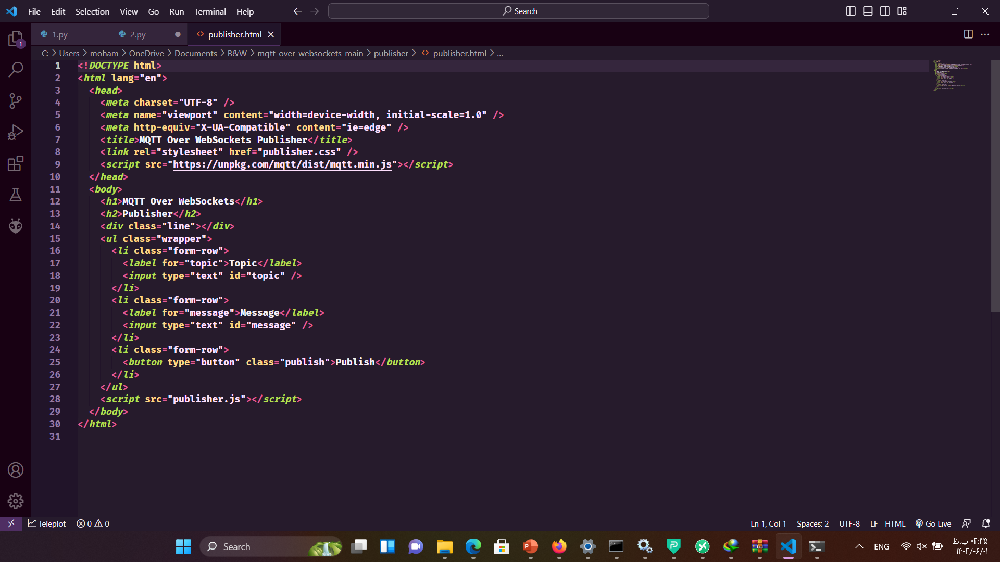 File Edit Selection View Go Run Terminal Help
Search
1.py 2.py publisher.html
C: > Users > moham > OneDrive > Documents > B&W > mqtt-over-websockets-main > publisher > publisher.html > ...
1 <!DOCTYPE html>
2 <html lang="en">
3 <head>
4 <meta charset="UTF-8" />
5 <meta name="viewport" content="width=device-width, initial-scale=1.0" />
6 <meta http-equiv="X-UA-Compatible" content="ie=edge" />
7 <title>MQTT Over WebSockets Publisher</title>
8 <link rel="stylesheet" href="publisher.css" />
9 <script src="https://unpkg.com/mqtt/dist/mqtt.min.js"></script>
10 </head>
11 <body>
12 <h1>MQTT Over WebSockets</h1>
13 <h2>Publisher</h2>
14 <div class="line"></div>
15 <ul class="wrapper">
16 <li class="form-row">
17 <label for="topic">Topic</label>
18 <input type="text" id="topic" />
19 </li>
20 <li class="form-row">
21 <label for="message">Message</label>
22 <input type="text" id="message" />
23 </li>
24 <li class="form-row">
25 <button type="button" class="publish">Publish</button>
26 </li>
27 </ul>
28 <script src="publisher.js"></script>
29 </body>
30 </html>
31
1
Teleplot 0 0 Ln 1, Col 1 Spaces: 2 UTF-8 LF HTML Go Live
Search
ENG
۰۲:۳۵ ب.ظ
۱۴۰۲/۰۶/۰۱